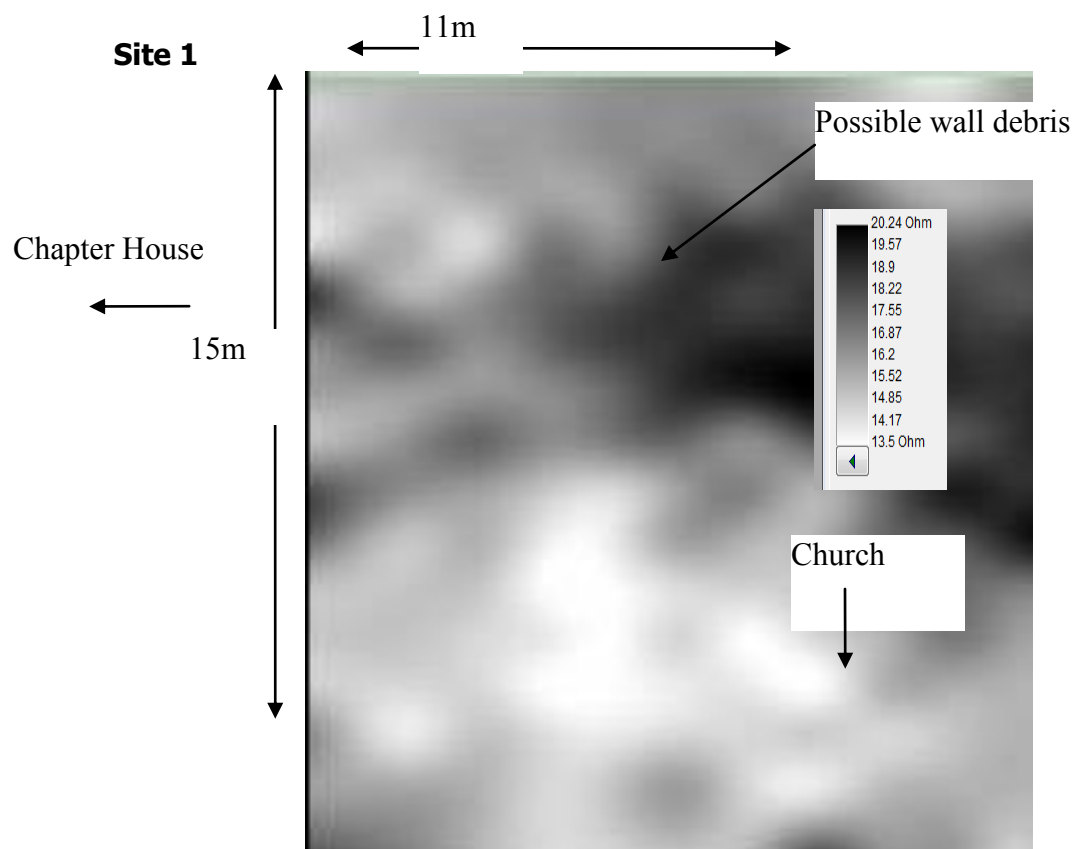 11m
Site 1
Possible wall debris
20.24 Ohm
19.57
18.9
18.22
17.55
16.87
16.2
15.52
14.85
14.17
13.5 Ohm
Chapter House
15m
Church